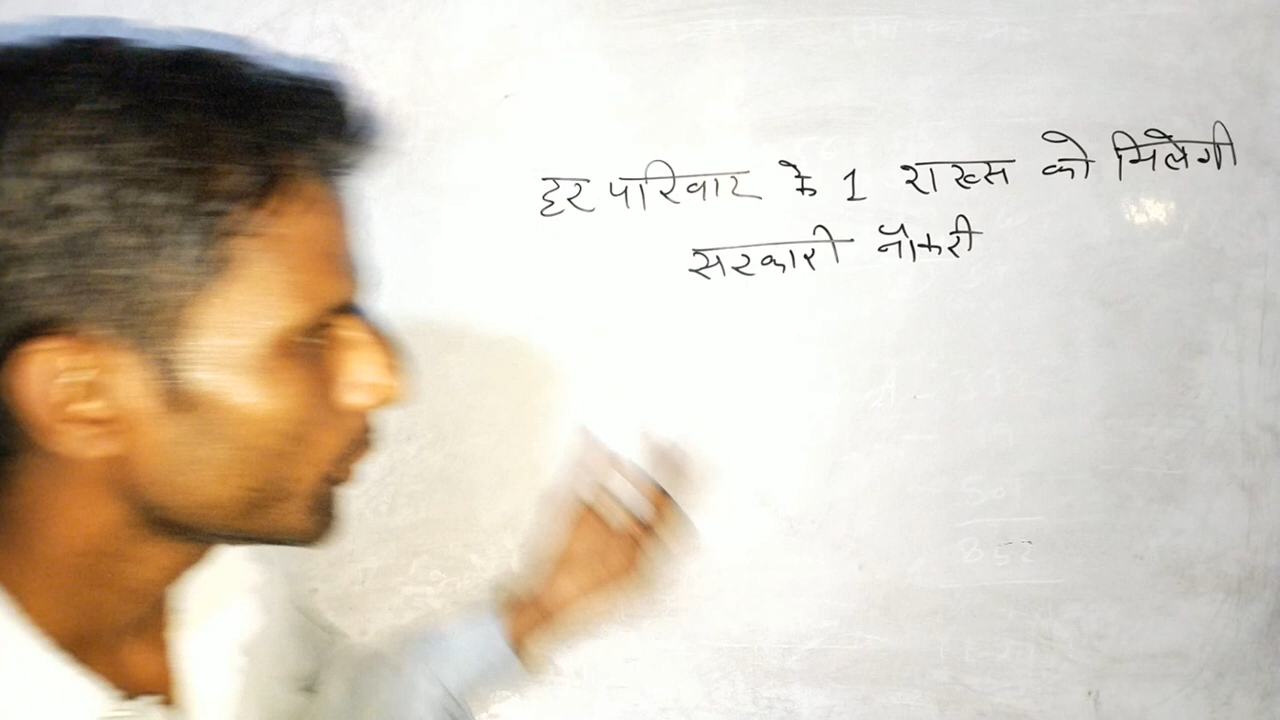 हर परिवार के 1 शख्स को मिलेगी
सरकारी नौकरी